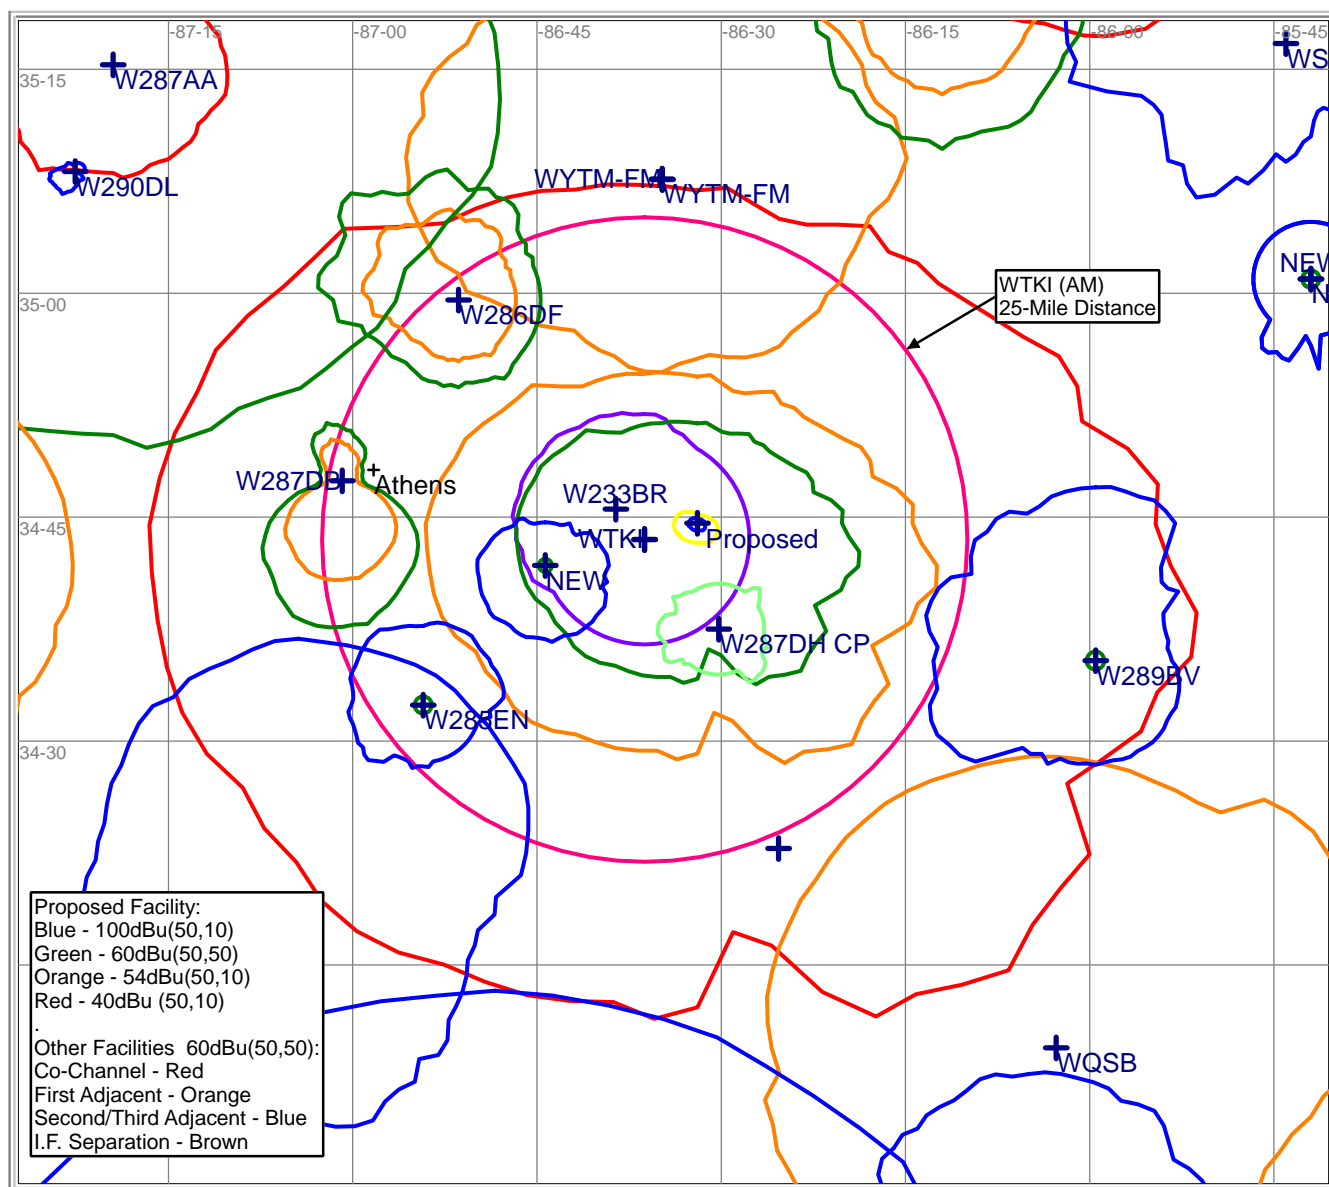 -87-15
-87-00
-86-45
-86-30
-86-15
-86-00
-85-45
35-15
W287AA
WS
W290DL
WYTM-FM
WYTM-FM
NEW
N
WTKI (AM)
25-Mile Distance
35-00
W286DF
W287DB
Athens
W233BR
34-45
WTKI
Proposed
NEW
W287DH CP
W289BV
W285EN
34-30
Proposed Facility:
Blue - 100dBu(50,10)
Green - 60dBu(50,50)
Orange - 54dBu(50,10)
Red - 40dBu (50,10)
.
Other Facilities  60dBu(50,50):
Co-Channel - Red
First Adjacent - Orange
Second/Third Adjacent - Blue
I.F. Separation - Brown
WQSB